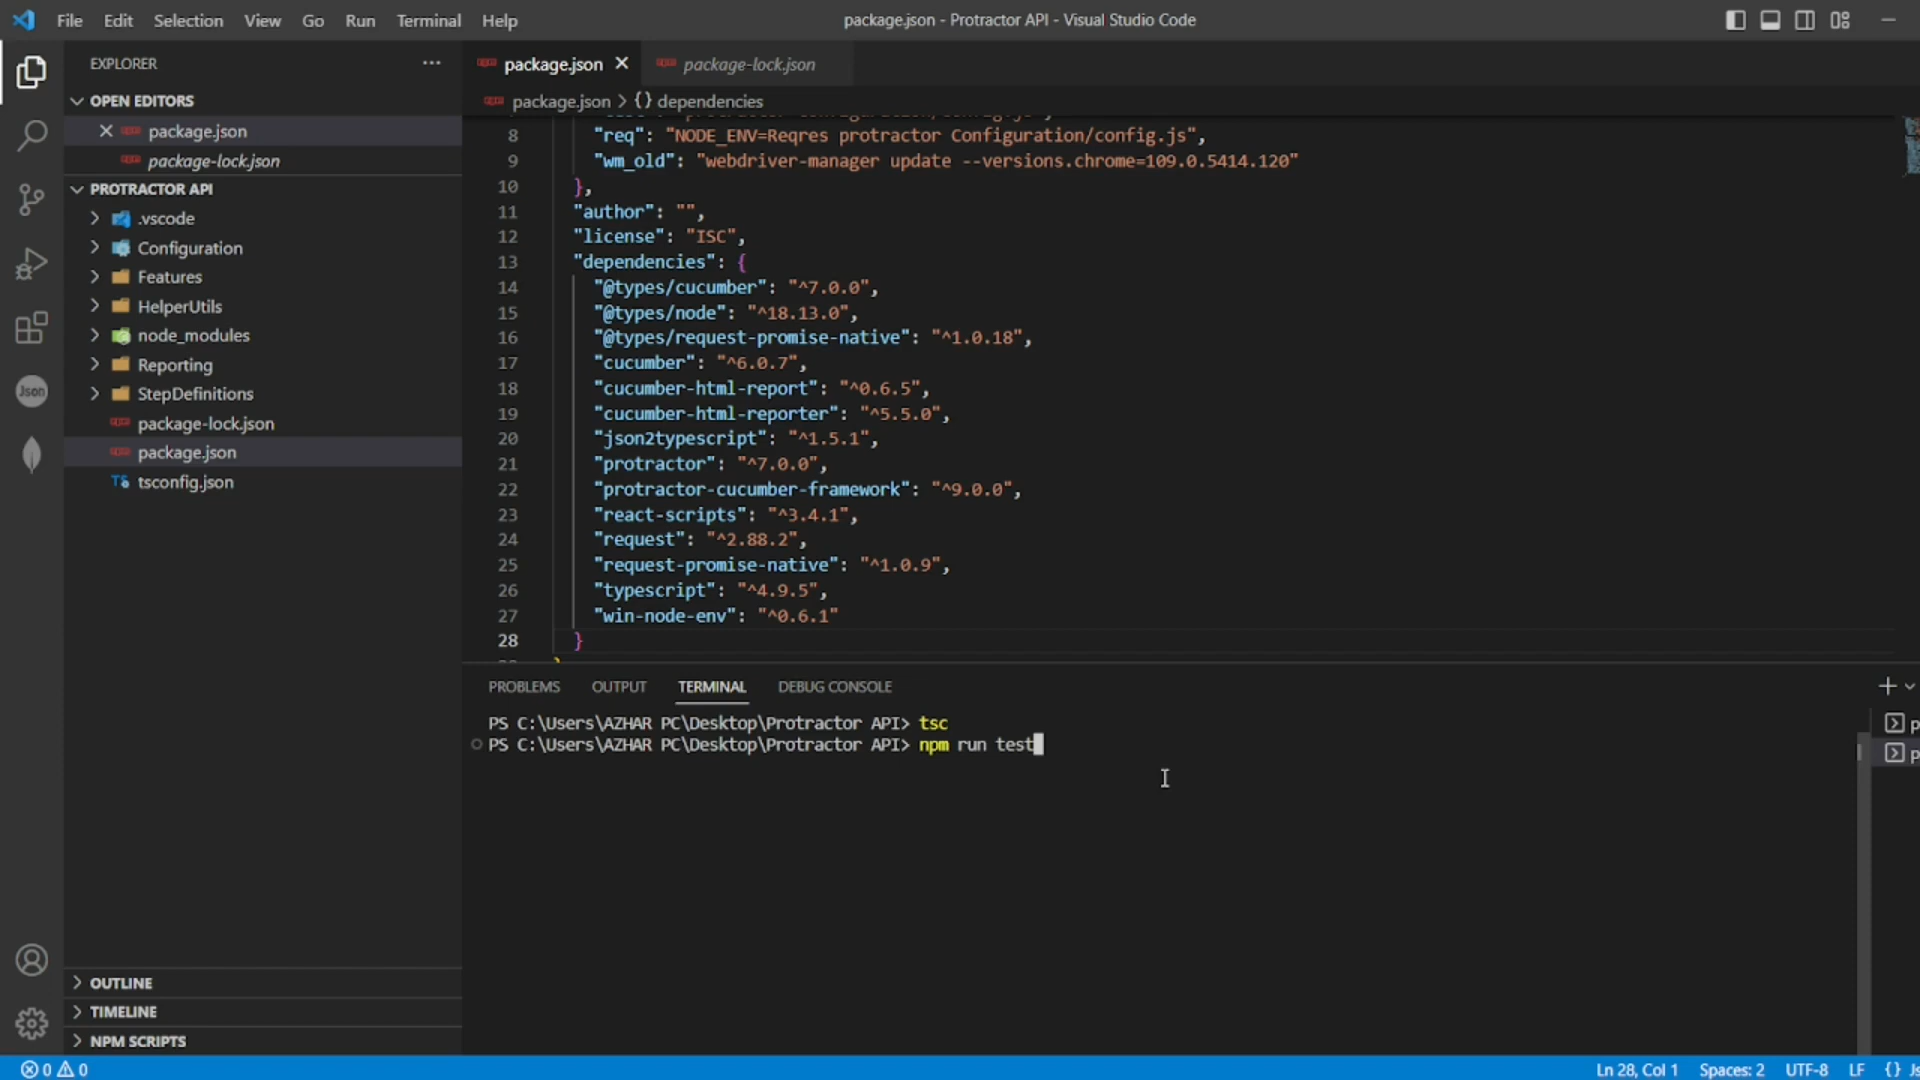 File Edit Selection View Go Run Terminal Help
package.json - Protractor API - Visual Studio Code
EXPLORER
OPEN EDITORS
package.json
package-lock.json
PROTRACTOR API
.vscode
Configuration
Features
HelperUtils
node_modules
Reporting
StepDefinitions
package-lock.json
package.json
tsconfig.json
OUTLINE
TIMELINE
NPM SCRIPTS
Json
package.json package-lock.json
package.json > {} dependencies
8 "req": "NODE_ENV=Reqres protractor Configuration/config.js",
9 "wm_old": "webdriver-manager update --versions.chrome=109.0.5414.120"
10 },
11 "author": "",
12 "license": "ISC",
13 "dependencies": {
14 "@types/cucumber": "^7.0.0",
15 "@types/node": "^18.13.0",
16 "@types/request-promise-native": "^1.0.18",
17 "cucumber": "^6.0.7",
18 "cucumber-html-report": "^0.6.5",
19 "cucumber-html-reporter": "^5.5.0",
20 "json2typescript": "^1.5.1",
21 "protractor": "^7.0.0",
22 "protractor-cucumber-framework": "^9.0.0",
23 "react-scripts": "^3.4.1",
24 "request": "^2.88.2",
25 "request-promise-native": "^1.0.9",
26 "typescript": "^4.9.5",
27 "win-node-env": "^0.6.1"
28 }
PROBLEMS OUTPUT TERMINAL DEBUG CONSOLE
PS C:\Users\AZHAR PC\Desktop\Protractor API> tsc
PS C:\Users\AZHAR PC\Desktop\Protractor API> npm run test
0 0
Ln 28, Col 1 Spaces: 2 UTF-8 LF {}